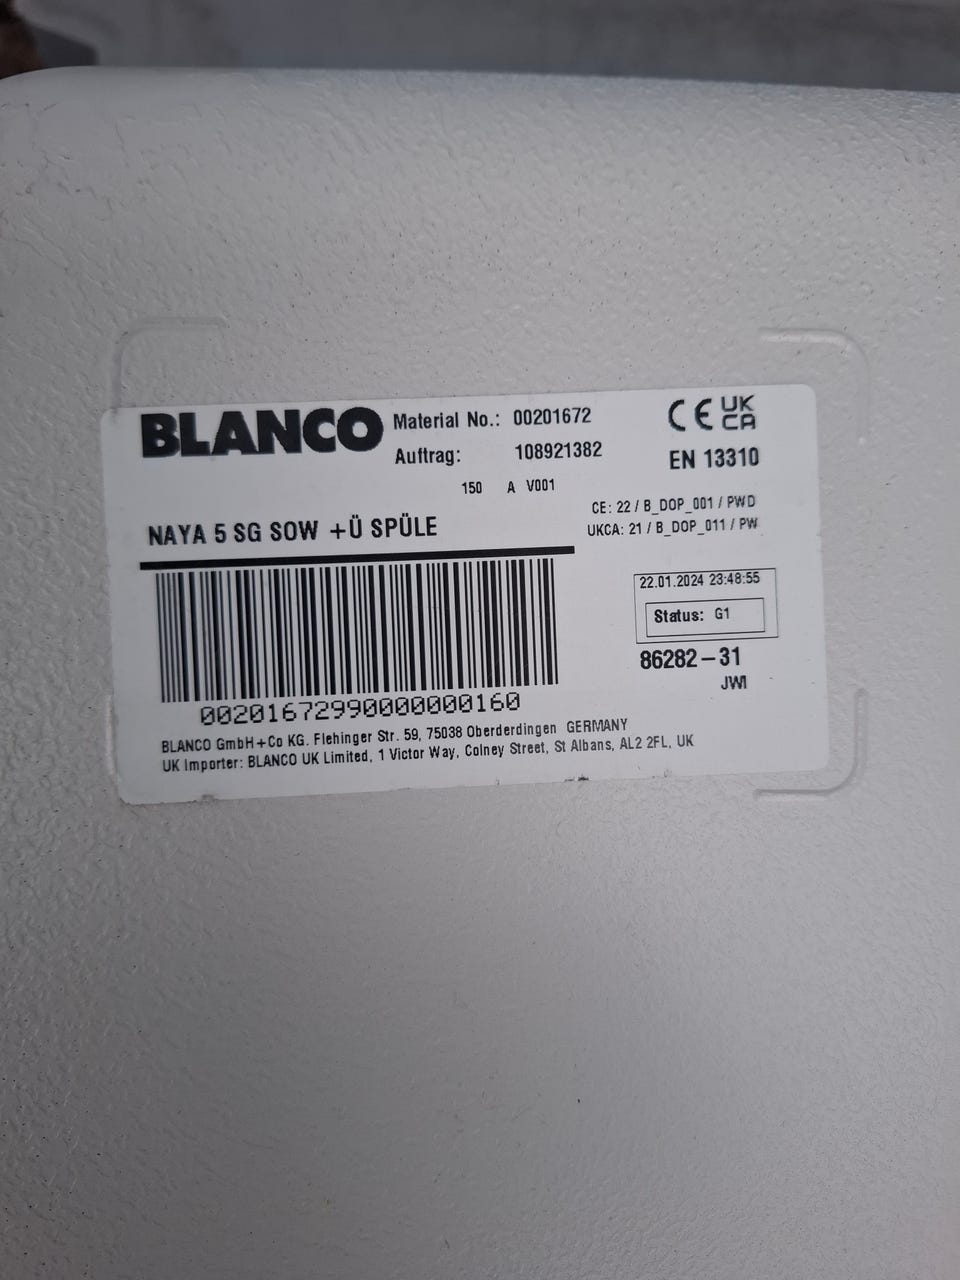 BLANCO
Material No.: 00201672
Auftrag: 108921382
150 A V001
CE UK CA
EN 13310
CE: 22 / B_DOP_001 / PWD
UKCA: 21 / B_DOP_011 / PW
NAYA 5 SG SOW +Ü SPÜLE
22.01.2024 23:48:55
Status: G1
86282-31
JWI
00201672990000000160
BLANCO GmbH+Co KG. Flehinger Str. 59, 75038 Oberderdingen GERMANY
UK Importer: BLANCO UK Limited, 1 Victor Way, Colney Street, St Albans, AL2 2FL, UK